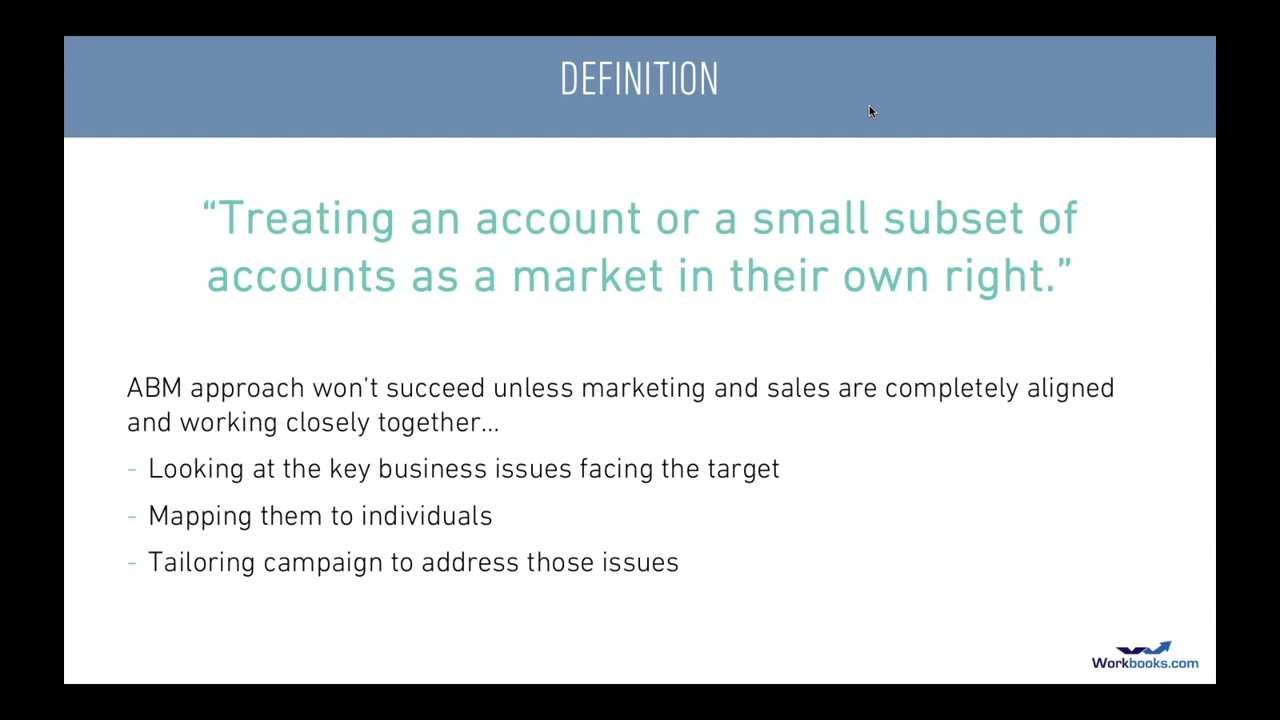 DEFINITION
“Treating an account or a small subset of
accounts as a market in their own right.”
ABM approach won’t succeed unless marketing and sales are completely aligned
and working closely together...
- Looking at the key business issues facing the target
- Mapping them to individuals
- Tailoring campaign to address those issues
Workbooks.com